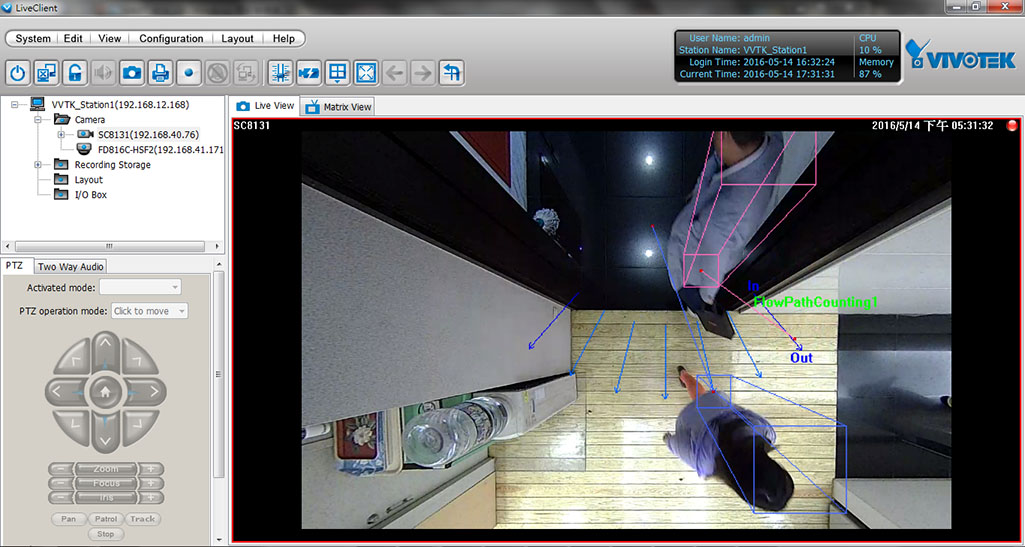 LiveClient
System Edit View Configuration Layout Help
User Name: admin
Station Name: VVTK_Station1
Login Time: 2016-05-14 16:32:24
Current Time: 2016-05-14 17:31:31
CPU
10 %
Memory
87 %
VIVOTEK
VVTK_Station1(192.168.12.168)
Camera
SC8131(192.168.40.76)
FD816C-HSF2(192.168.41.171
Recording Storage
Layout
I/O Box
PTZ Two Way Audio
Activated mode:
PTZ operation mode: Click to move
Zoom
Focus
Iris
Pan Patrol Track
Stop
Live View Matrix View
SC8131 2016/5/14 下午 05:31:32
In
FlowPathCounting1
Out